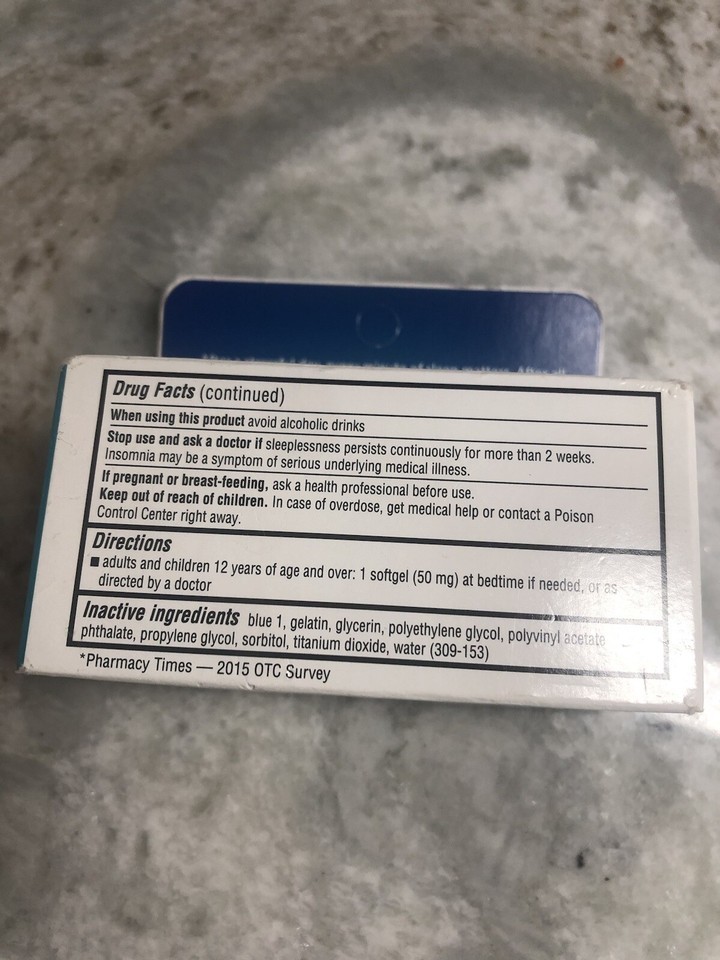 Drug Facts (continued)
When using this product avoid alcoholic drinks
Stop use and ask a doctor if sleeplessness persists continuously for more than 2 weeks.
Insomnia may be a symptom of serious underlying medical illness.
If pregnant or breast-feeding, ask a health professional before use.
Keep out of reach of children. In case of overdose, get medical help or contact a Poison
Control Center right away.
Directions
■ adults and children 12 years of age and over: 1 softgel (50 mg) at bedtime if needed, or as
directed by a doctor
Inactive ingredients blue 1, gelatin, glycerin, polyethylene glycol, polyvinyl acetate
phthalate, propylene glycol, sorbitol, titanium dioxide, water (309-153)
*Pharmacy Times — 2015 OTC Survey